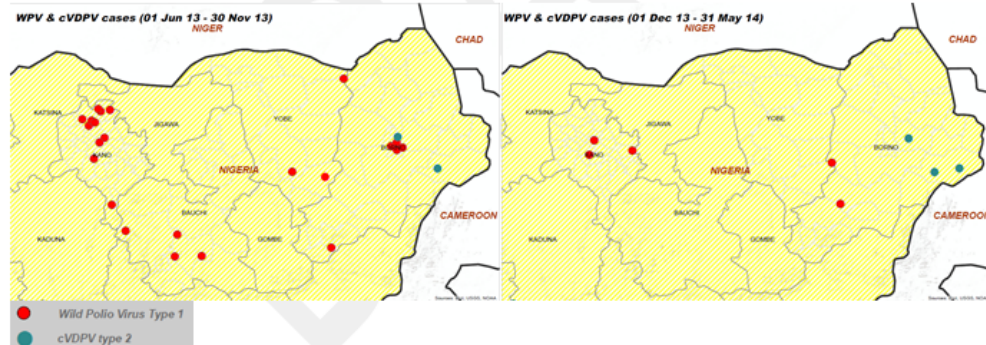 WPV & cVDPV cases (01 Jun 13 - 30 Nov 13)
NIGER
CHAD
KATSINA
JIGAWA
YOBE
KANO
BORNO
NIGERIA
BAUCHI
CAMEROON
KADUNA
GOMBE
WPV & cVDPV cases (01 Dec 13 - 31 May 14)
NIGER
CHAD
KATSINA
JIGAWA
YOBE
BORNO
KANO
NIGERIA
BAUCHI
CAMEROON
KADUNA
GOMBE
Wild Polio Virus Type 1
cVDPV type 2